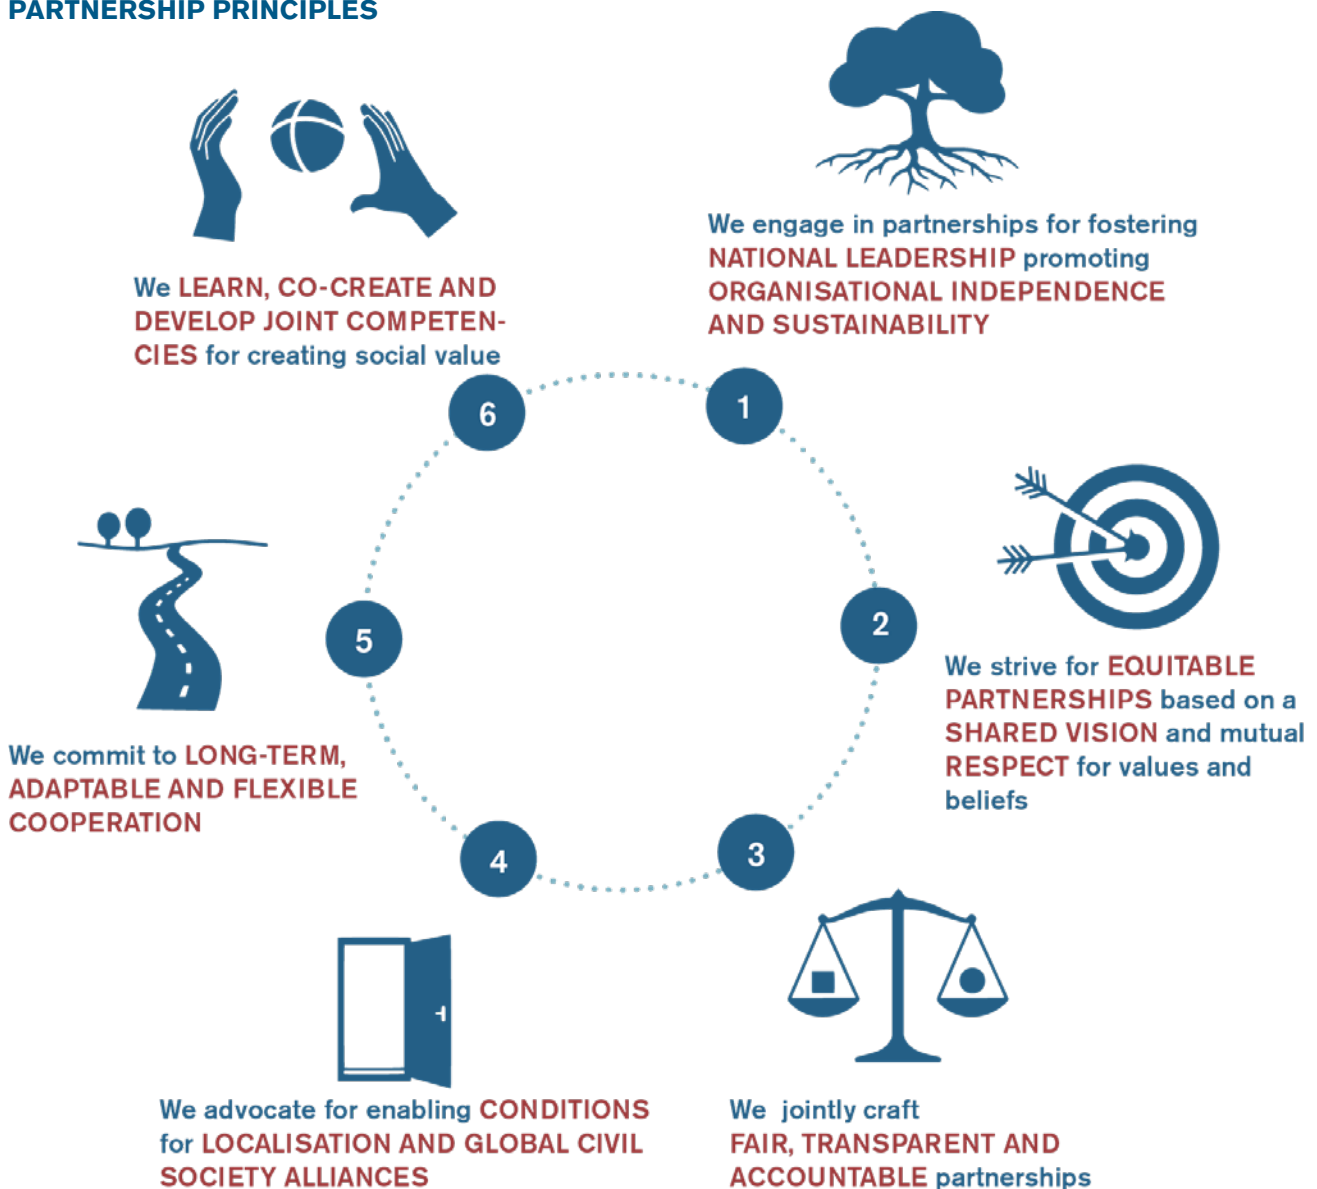 PARTNERSHIP PRINCIPLES
We engage in partnerships for fostering
NATIONAL LEADERSHIP promoting
ORGANISATIONAL INDEPENDENCE
AND SUSTAINABILITY
1
2
We strive for EQUITABLE
PARTNERSHIPS based on a
SHARED VISION and mutual
RESPECT for values and
beliefs
3
We jointly craft
FAIR, TRANSPARENT AND
ACCOUNTABLE partnerships
4
We advocate for enabling CONDITIONS
for LOCALISATION AND GLOBAL CIVIL
SOCIETY ALLIANCES
5
We commit to LONG-TERM,
ADAPTABLE AND FLEXIBLE
COOPERATION
6
We LEARN, CO-CREATE AND
DEVELOP JOINT COMPETEN-
CIES for creating social value